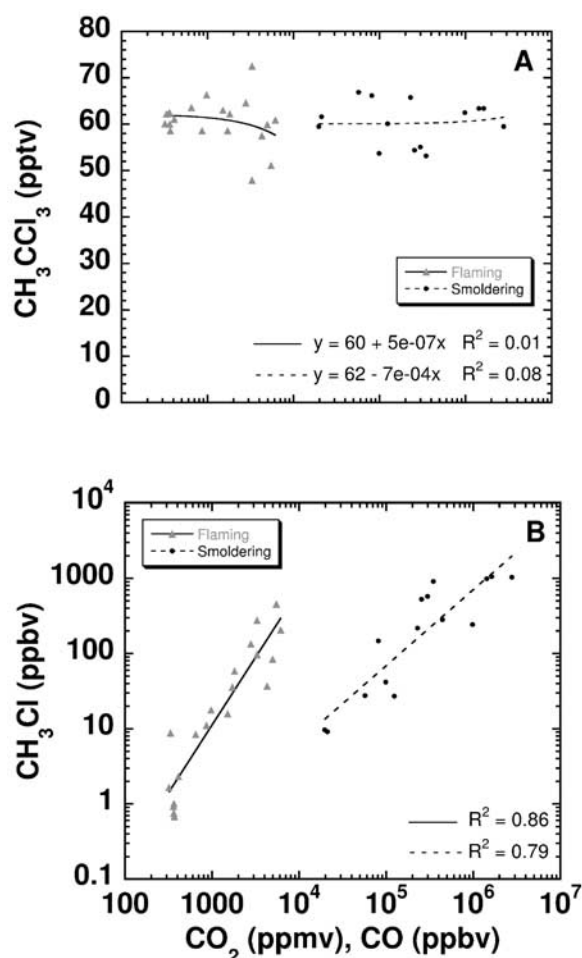 A
80
70
60
50
40
30
20
10
0
CH3CCl3 (pptv)
Flaming
Smoldering
y = 60 + 5e-07x R² = 0.01
y = 62 - 7e-04x R² = 0.08
B
10⁴
1000
100
10
1
0.1
CH3Cl (ppbv)
Flaming
Smoldering
R² = 0.86
R² = 0.79
100 1000 10⁴ 10⁵ 10⁶ 10⁷
CO₂ (ppmv), CO (ppbv)